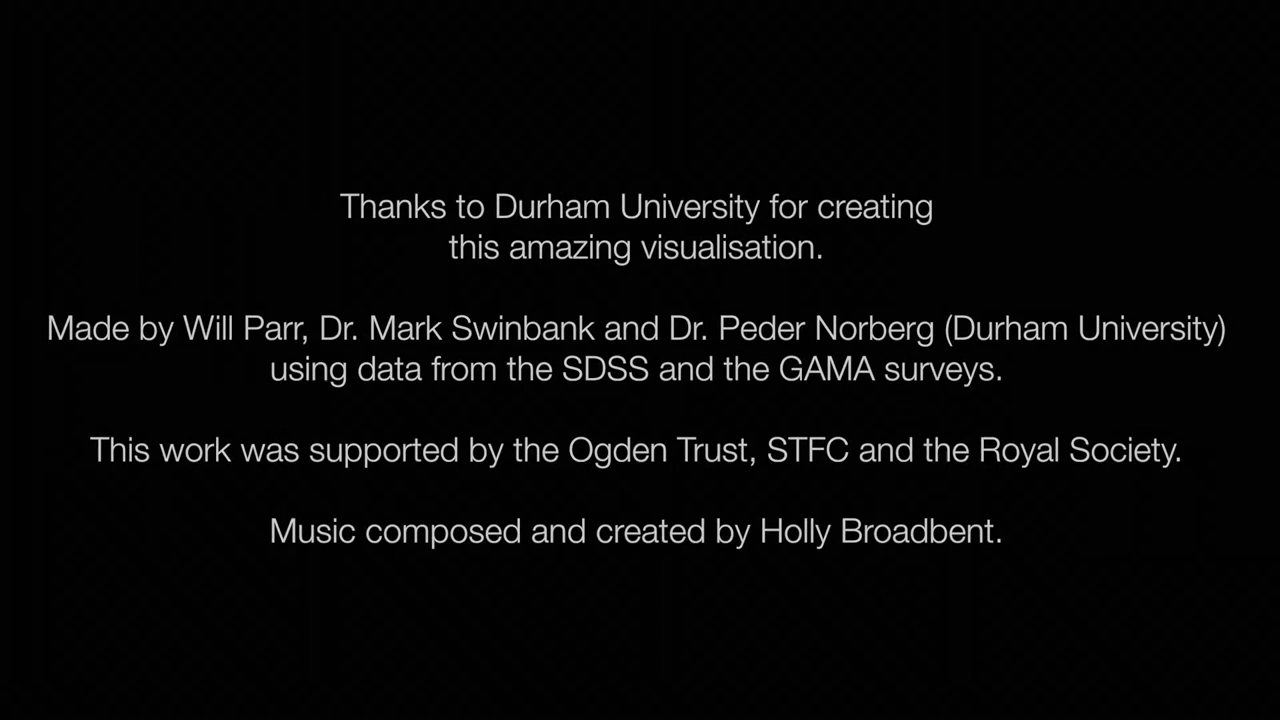 Thanks to Durham University for creating
this amazing visualisation.
Made by Will Parr, Dr. Mark Swinbank and Dr. Peder Norberg (Durham University)
using data from the SDSS and the GAMA surveys.
This work was supported by the Ogden Trust, STFC and the Royal Society.
Music composed and created by Holly Broadbent.